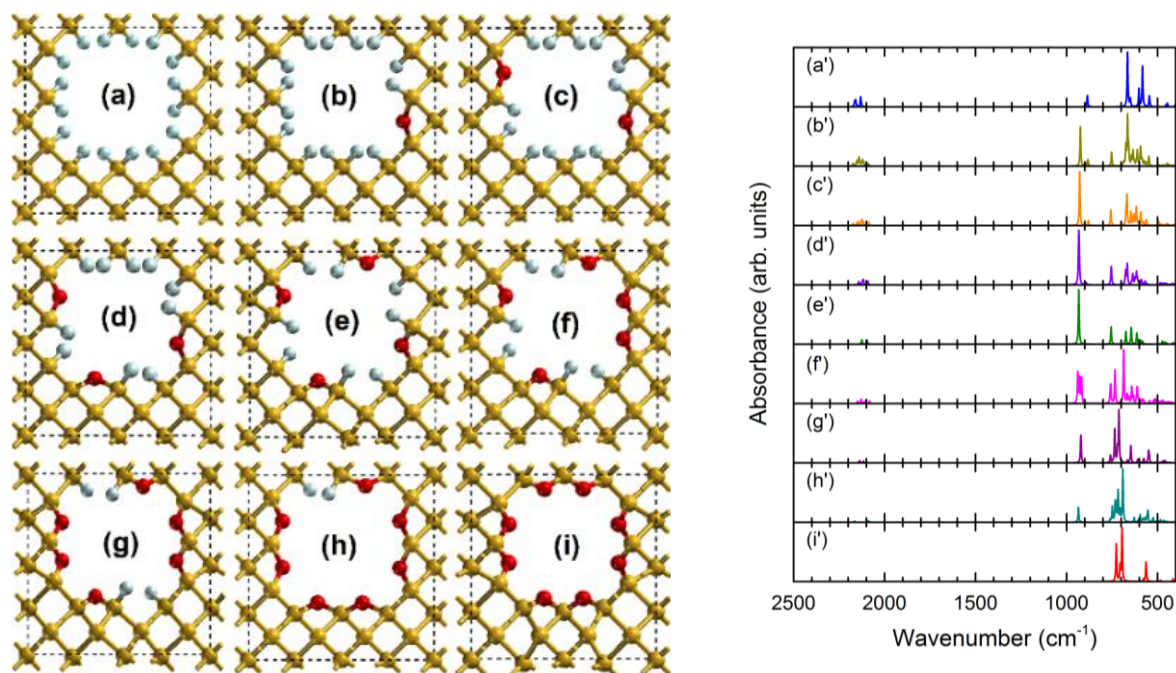 (a)
(b)
(c)
(d)
(e)
(f)
(g)
(h)
(i)
(a')
(b')
(c')
(d')
(e')
(f')
(g')
(h')
(i')
Absorbance (arb. units)
2500 2000 1500 1000 500
Wavenumber (cm⁻¹)